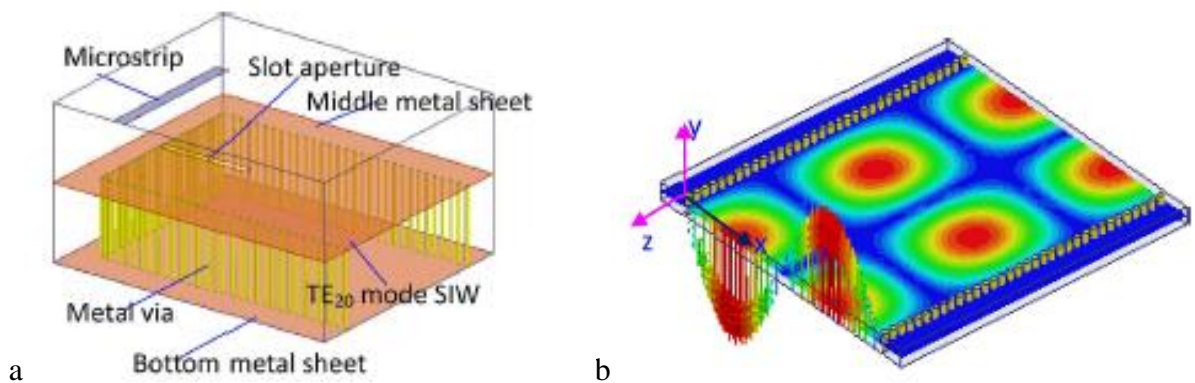 Microstrip
Slot aperture
Middle metal sheet
TE₂₀ mode SIW
Metal via
Bottom metal sheet
a
y
x
z
b